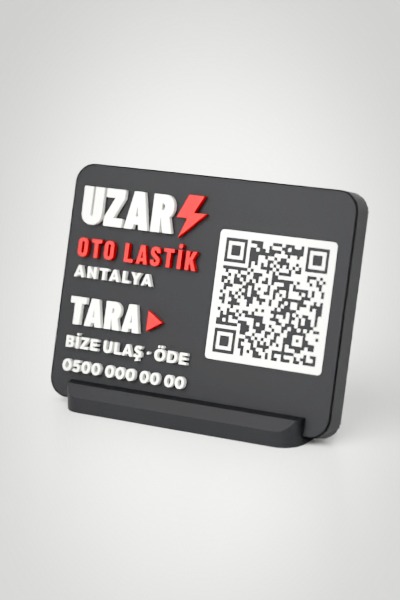 UZAR
OTO LASTİK
ANTALYA
TARA
BİZE ULAŞ · ÖDE
0500 000 00 00